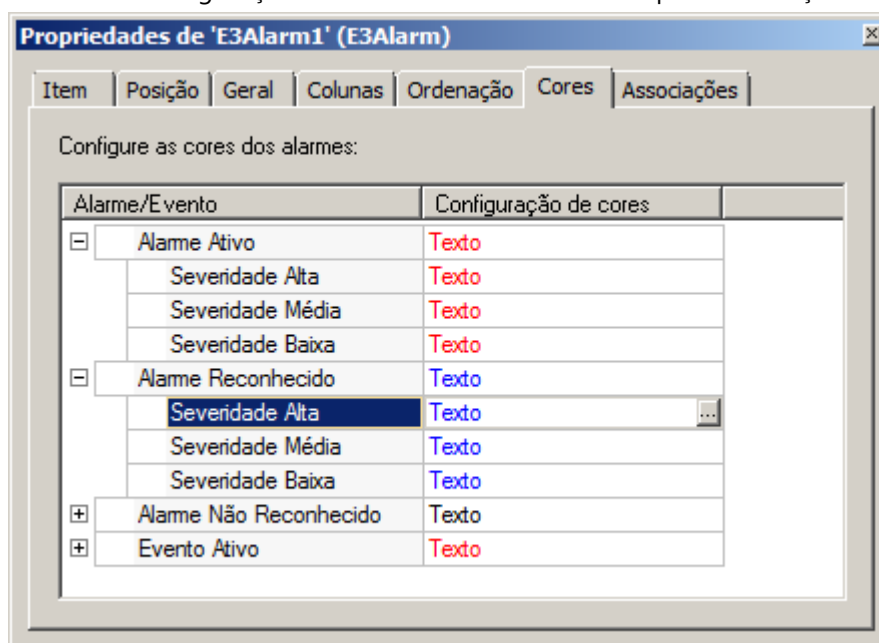 Propriedades de 'E3Alarm1' (E3Alarm)
Item Posição Geral Colunas Ordenação Cores Associações
Configure as cores dos alarmes:
Alarme/Evento Configuração de cores
Alarme Ativo Texto
Severidade Alta Texto
Severidade Média Texto
Severidade Baixa Texto
Alarme Reconhecido Texto
Severidade Alta Texto ...
Severidade Média Texto
Severidade Baixa Texto
Alarme Não Reconhecido Texto
Evento Ativo Texto